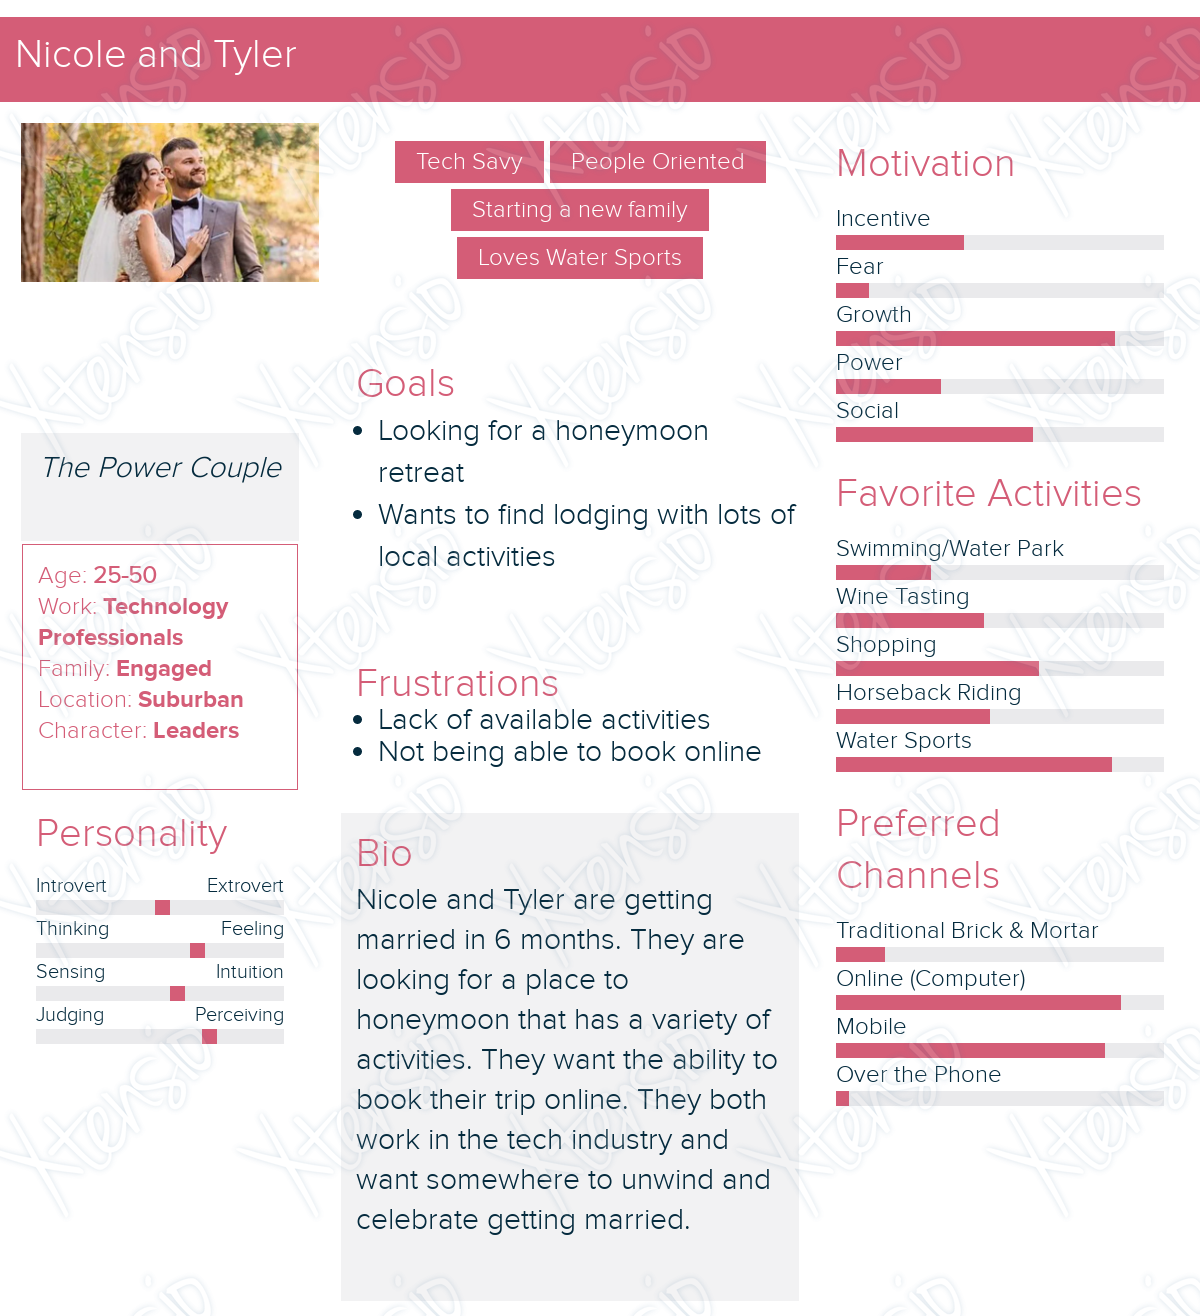 Nicole and Tyler
Tech Savy
People Oriented
Starting a new family
Loves Water Sports
The Power Couple
Age: 25-50
Work: Technology
Professionals
Family: Engaged
Location: Suburban
Character: Leaders
Personality
Introvert Extrovert
Thinking Feeling
Sensing Intuition
Judging Perceiving
Goals
• Looking for a honeymoon
retreat
• Wants to find lodging with lots of
local activities
Frustrations
• Lack of available activities
• Not being able to book online
Bio
Nicole and Tyler are getting
married in 6 months. They are
looking for a place to
honeymoon that has a variety of
activities. They want the ability to
book their trip online. They both
work in the tech industry and
want somewhere to unwind and
celebrate getting married.
Motivation
Incentive
Fear
Growth
Power
Social
Favorite Activities
Swimming/Water Park
Wine Tasting
Shopping
Horseback Riding
Water Sports
Preferred
Channels
Traditional Brick & Mortar
Online (Computer)
Mobile
Over the Phone
Xtensio